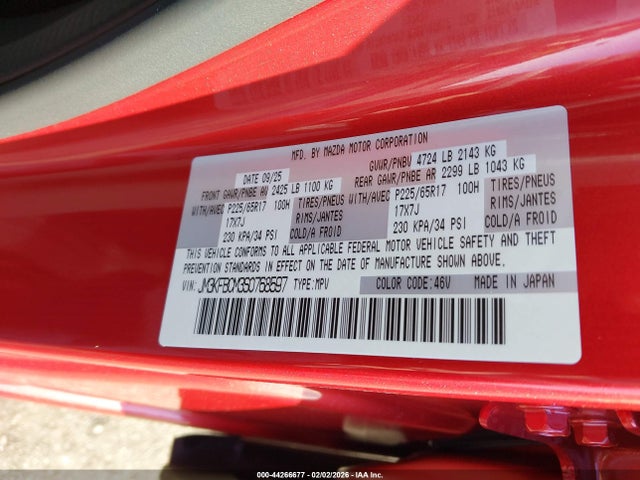 MFD. BY MAZDA MOTOR CORPORATION
DATE 09/25 GVWR/PNBV 4724 LB 2143 KG
FRONT GAWR/PNBE AV 2425 LB 1100 KG REAR GAWR/PNBE AR 2299 LB 1043 KG
WITH/AVEC P225/65R17 100H TIRES/PNEUS WITH/AVEC P225/65R17 100H TIRES/PNEUS
17X7J RIMS/JANTES 17X7J RIMS/JANTES
230 KPA/34 PSI COLD/A FROID 230 KPA/34 PSI COLD/A FROID
THIS VEHICLE CONFORMS TO ALL APPLICABLE FEDERAL MOTOR VEHICLE SAFETY AND THEFT
PREVENTION STANDARDS IN EFFECT ON THE DATE OF MANUFACTURE SHOWN ABOVE.
VIN: JM3KFBCM3S0768597 TYPE: MPV COLOR CODE: 46V MADE IN JAPAN
000-44266677 - 02/02/2026 - IAA Inc.